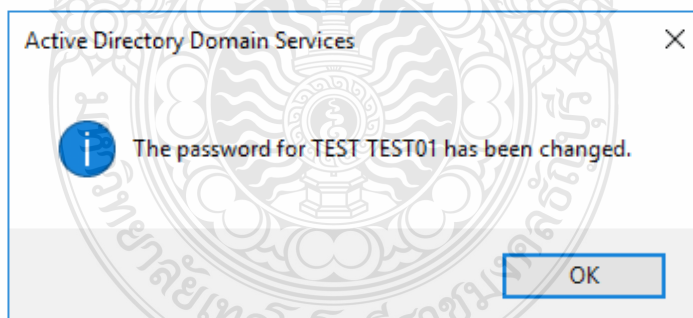 Active Directory Domain Services
The password for TEST TEST01 has been changed.
OK